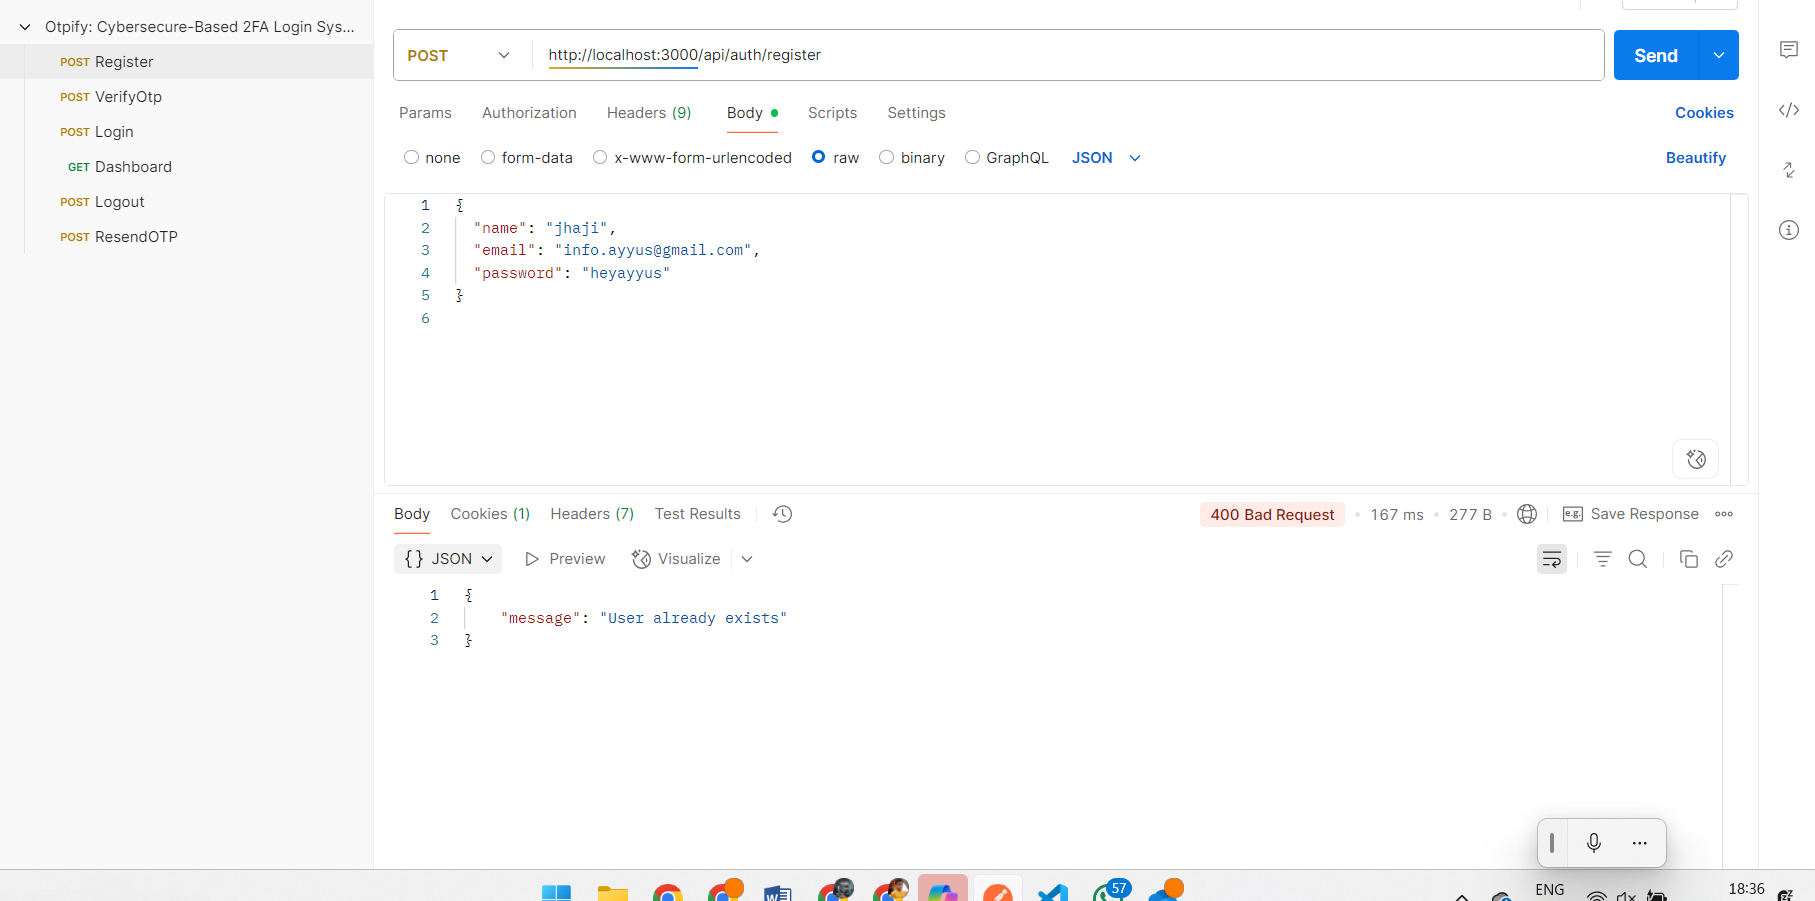 Otpify: Cybersecure-Based 2FA Login Sys...
POST Register
POST VerifyOtp
POST Login
GET Dashboard
POST Logout
POST ResendOTP
POST http://localhost:3000/api/auth/register Send
Params Authorization Headers (9) Body Scripts Settings Cookies
none form-data x-www-form-urlencoded raw binary GraphQL JSON Beautify
1 {
2 "name": "jhaji",
3 "email": "info.ayyus@gmail.com",
4 "password": "heyayyus"
5 }
6
Body Cookies (1) Headers (7) Test Results 400 Bad Request • 167 ms • 277 B • e.g. Save Response
{} JSON Preview Visualize
1 {
2 "message": "User already exists"
3 }
57 ENG 18:36